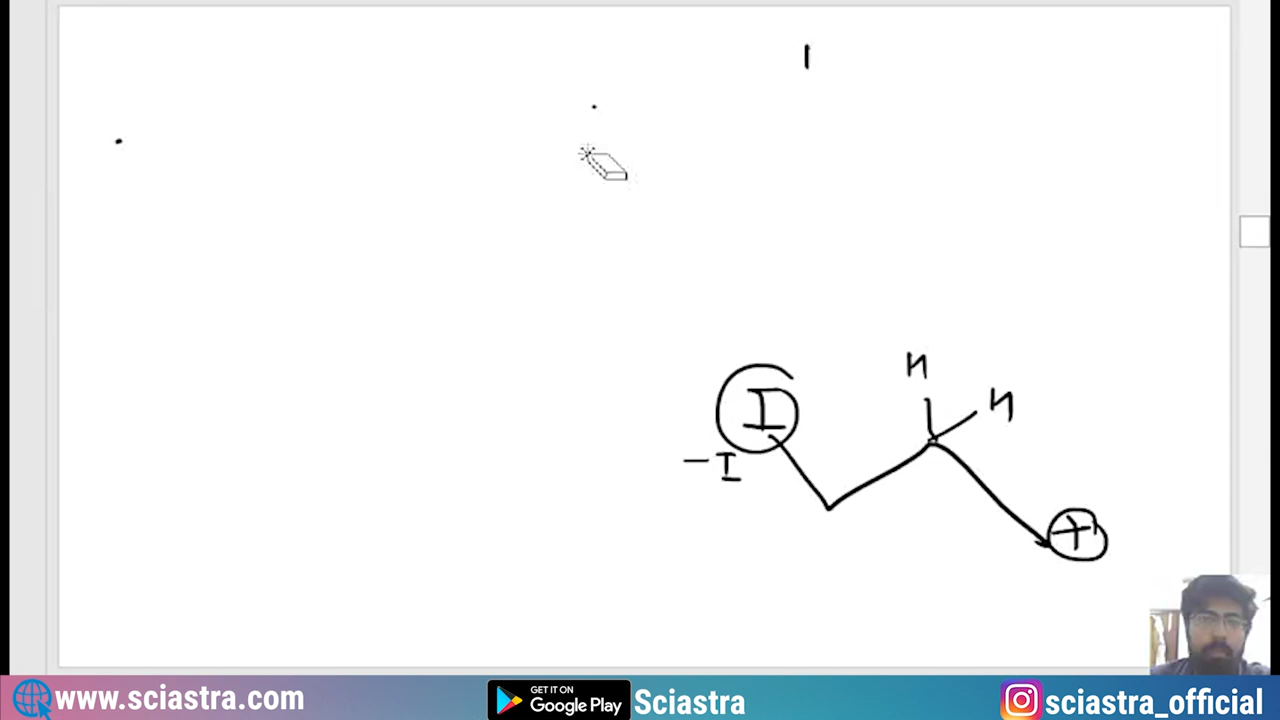 I
H
H
I
-I
+
www.sciastra.com
GET IT ON
Google Play
Sciastra
sciastra_official